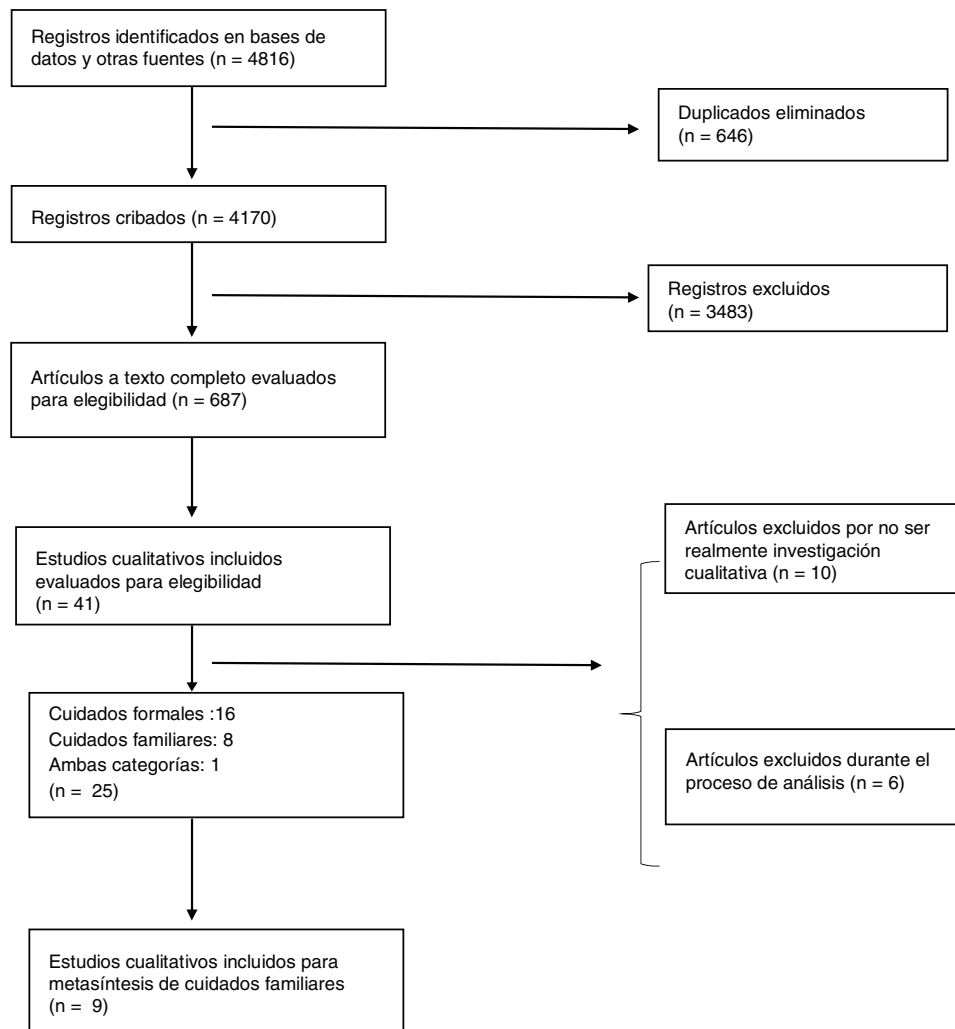 Registros identificados en bases de
datos y otras fuentes (n = 4816)
Duplicados eliminados
(n = 646)
Registros cribados (n = 4170)
Registros excluidos
(n = 3483)
Artículos a texto completo evaluados
para elegibilidad (n = 687)
Estudios cualitativos incluidos
evaluados para elegibilidad
(n = 41)
Artículos excluidos por no ser
realmente investigación
cualitativa (n = 10)
Cuidados formales :16
Cuidados familiares: 8
Ambas categorías: 1
(n = 25)
Artículos excluidos durante el
proceso de análisis (n = 6)
Estudios cualitativos incluidos para
metasíntesis de cuidados familiares
(n = 9)